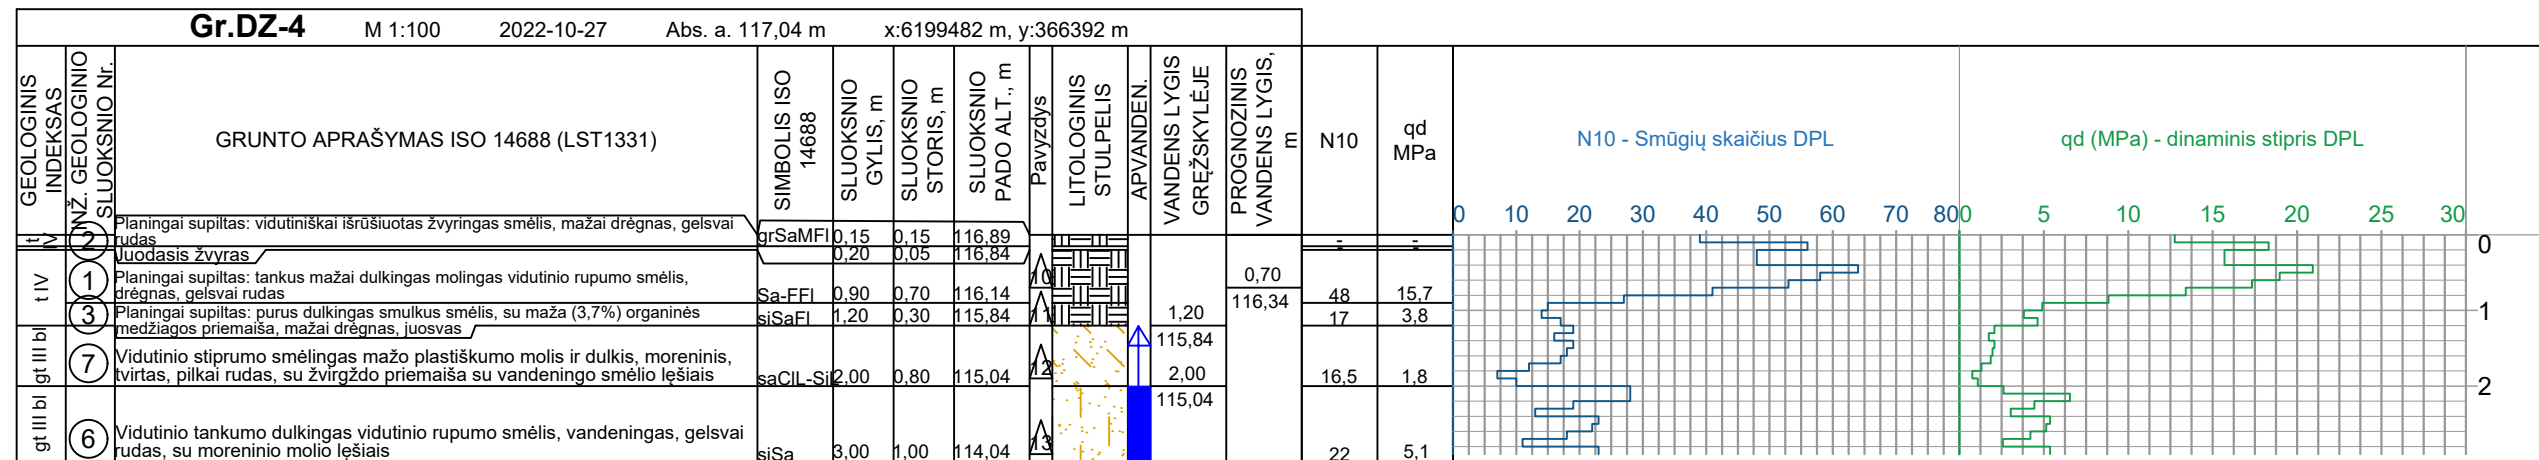 Gr.DZ-4 M 1:100 2022-10-27 Abs. a. 117,04 m x:6199482 m, y:366392 m
GEOLOGINIS
INDEKSAS
INŽ. GEOLOGINIO
SLUOKSNIO Nr.
GRUNTO APRAŠYMAS ISO 14688 (LST1331)
SIMBOLIS ISO
14688
SLUOKSNIO
GYLIS, m
SLUOKSNIO
STORIS, m
SLUOKSNIO
PADO ALT., m
Pavyzdys
LITOLOGINIS
STULPELIS
APVANDEN.
VANDENS LYGIS
GRĘŽSKYLĖJE
PROGNOZINIS
VANDENS LYGIS,
m
N10
qd
MPa
N10 - Smūgių skaičius DPL
qd (MPa) - dinaminis stipris DPL
0 10 20 30 40 50 60 70 80
0 5 10 15 20 25 30
t IV
2
Planingai supiltas: vidutiniškai išrūšiuotas žvyringas smėlis, mažai drėgnas, gelsvai
rudas
grSaMFl 0,15 0,15 116,89 - -
Juodasis žvyras
0,20 0,05 116,84 - -
0
t IV
1
Planingai supiltas: tankus mažai dulkingas molingas vidutinio rupumo smėlis,
drėgnas, gelsvai rudas
Sa-FFl 0,90 0,70 116,14 10 48 15,7
0,70
116,34
3
Planingai supiltas: purus dulkingas smulkus smėlis, su maža (3,7%) organinės
medžiagos priemaiša, mažai drėgnas, juosvas
siSaFl 1,20 0,30 115,84 11 1,20 17 3,8
1
115,84
gt III bl
7
Vidutinio stiprumo smėlingas mažo plastiškumo molis ir dulkis, moreninis,
tvirtas, pilkai rudas, su žvirgždo priemaiša su vandeningo smėlio lęšiais
saClL-SiL 2,00 0,80 115,04 12 2,00 16,5 1,8
2
115,04
gt III bl
6
Vidutinio tankumo dulkingas vidutinio rupumo smėlis, vandeningas, gelsvai
rudas, su moreninio molio lęšiais
siSa 3,00 1,00 114,04 13 22 5,1